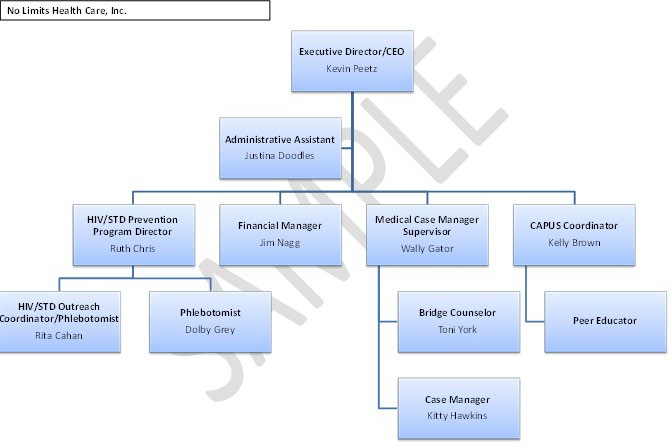 No Limits Health Care, Inc.
Executive Director/CEO
Kevin Peetz
Administrative Assistant
Justina Doodles
HIV/STD Prevention
Program Director
Ruth Chris
Financial Manager
Jim Nagg
Medical Case Manager
Supervisor
Wally Gator
CAPUS Coordinator
Kelly Brown
HIV/STD Outreach
Coordinator/Phlebotomist
Rita Cahan
Phlebotomist
Dolby Grey
Bridge Counselor
Toni York
Peer Educator
Case Manager
Kitty Hawkins
SAMPLE